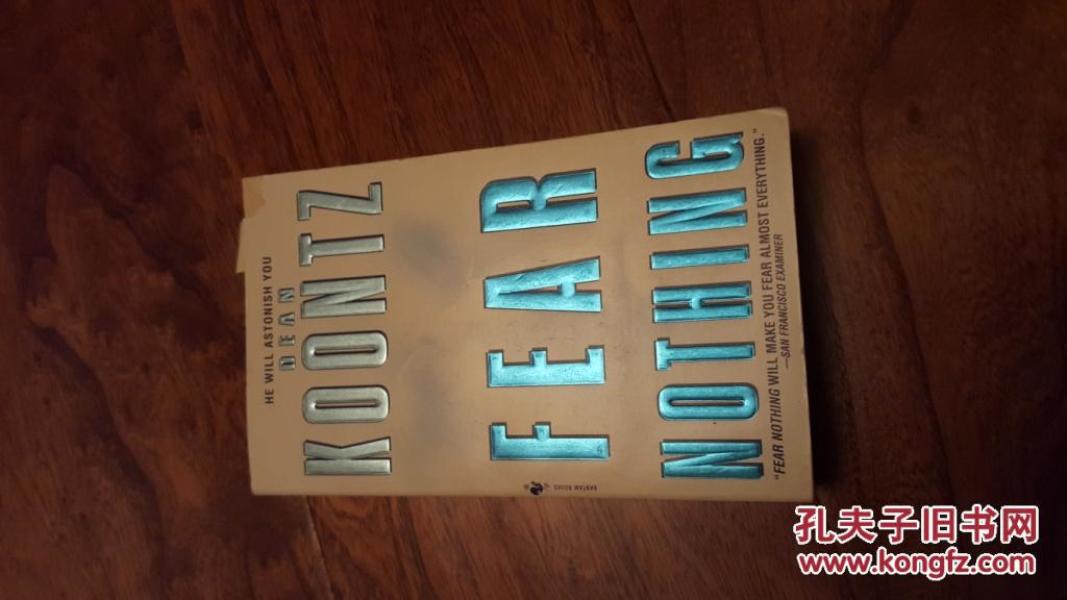 HE WILL ASTONISH YOU
DEAN
KOONTZ
FEAR
NOTHING
"FEAR NOTHING WILL MAKE YOU FEAR ALMOST EVERYTHING."
—SAN FRANCISCO EXAMINER
BANTAM BOOKS
孔夫子旧书网
www.kongfz.com